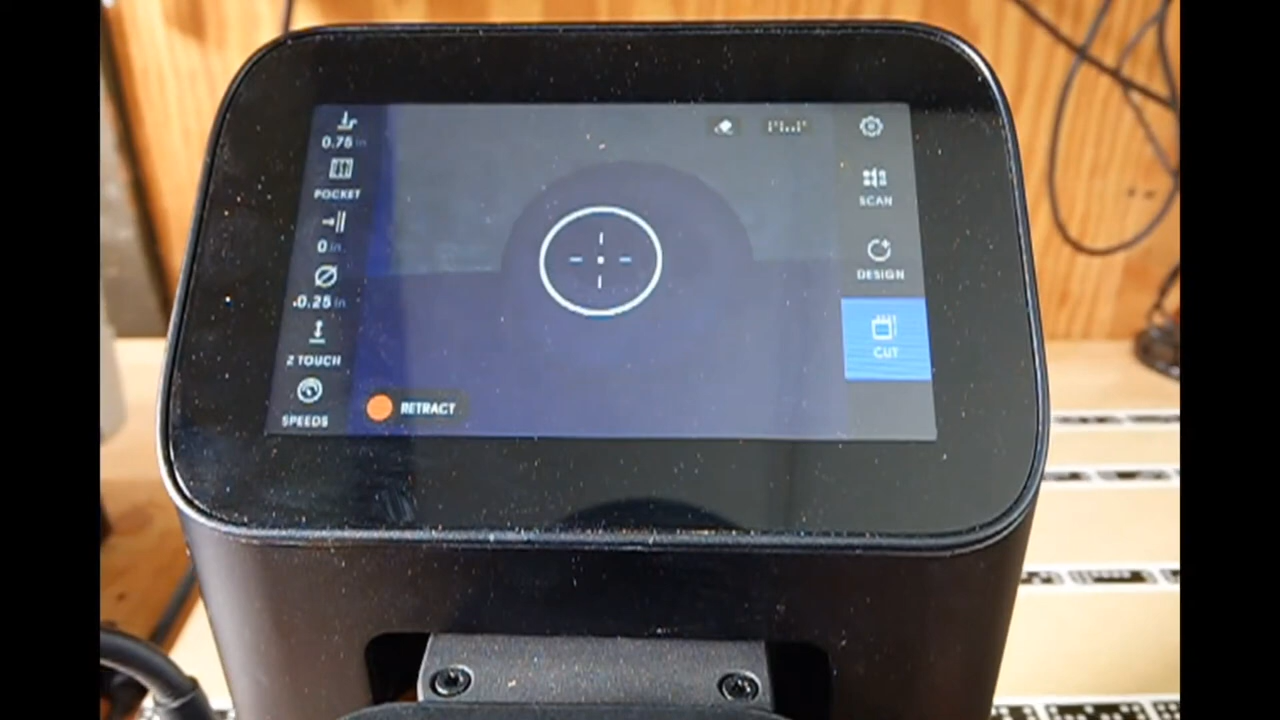 0.75 in
POCKET
0 in
0.25 in
Z TOUCH
SPEEDS
RETRACT
SCAN
DESIGN
CUT